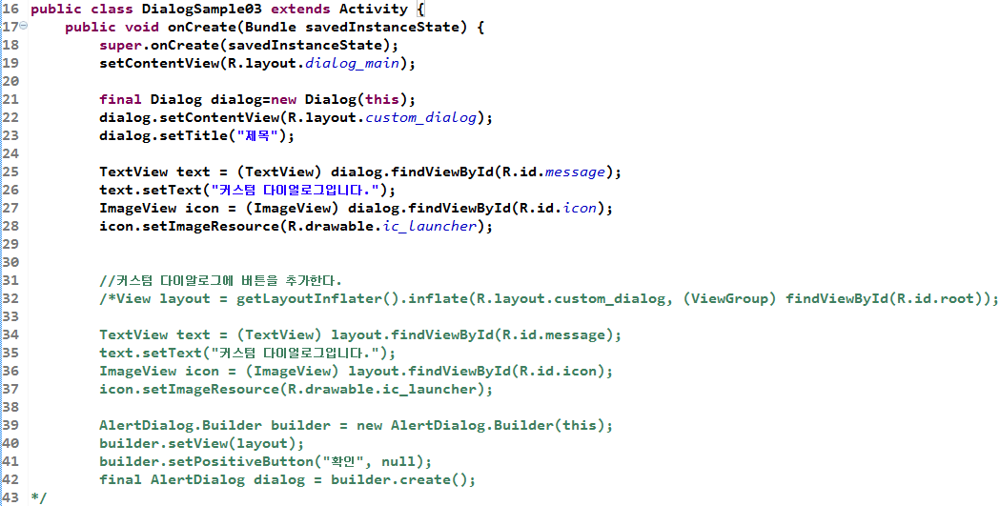 16 public class DialogSample03 extends Activity {
17 public void onCreate(Bundle savedInstanceState) {
18 super.onCreate(savedInstanceState);
19 setContentView(R.layout.dialog_main);
20
21 final Dialog dialog=new Dialog(this);
22 dialog.setContentView(R.layout.custom_dialog);
23 dialog.setTitle("제목");
24
25 TextView text = (TextView) dialog.findViewById(R.id.message);
26 text.setText("커스텀 다이얼로그입니다.");
27 ImageView icon = (ImageView) dialog.findViewById(R.id.icon);
28 icon.setImageResource(R.drawable.ic_launcher);
29
30
31 //커스텀 다이알로그에 버튼을 추가한다.
32 /*View layout = getLayoutInflater().inflate(R.layout.custom_dialog, (ViewGroup) findViewById(R.id.root));
33
34 TextView text = (TextView) layout.findViewById(R.id.message);
35 text.setText("커스텀 다이얼로그입니다.");
36 ImageView icon = (ImageView) layout.findViewById(R.id.icon);
37 icon.setImageResource(R.drawable.ic_launcher);
38
39 AlertDialog.Builder builder = new AlertDialog.Builder(this);
40 builder.setView(layout);
41 builder.setPositiveButton("확인", null);
42 final AlertDialog dialog = builder.create();
43 */